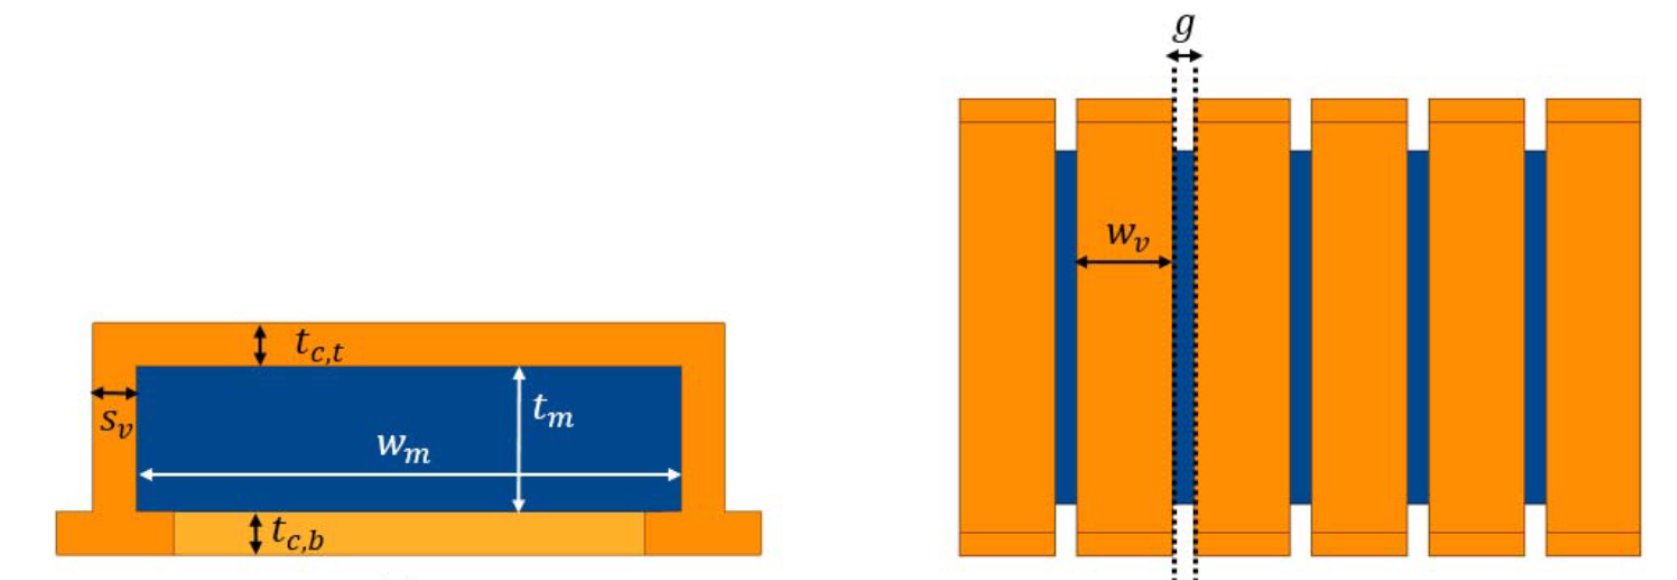 g
t_{c,t}
s_v
t_m
w_m
t_{c,b}
w_v